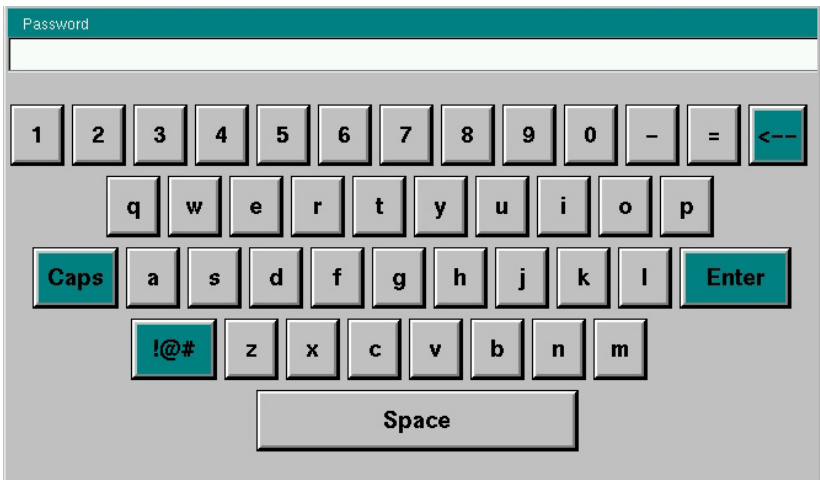 Password
1 2 3 4 5 6 7 8 9 0 - = <--
q w e r t y u i o p
Caps a s d f g h j k l Enter
!@# z x c v b n m
Space